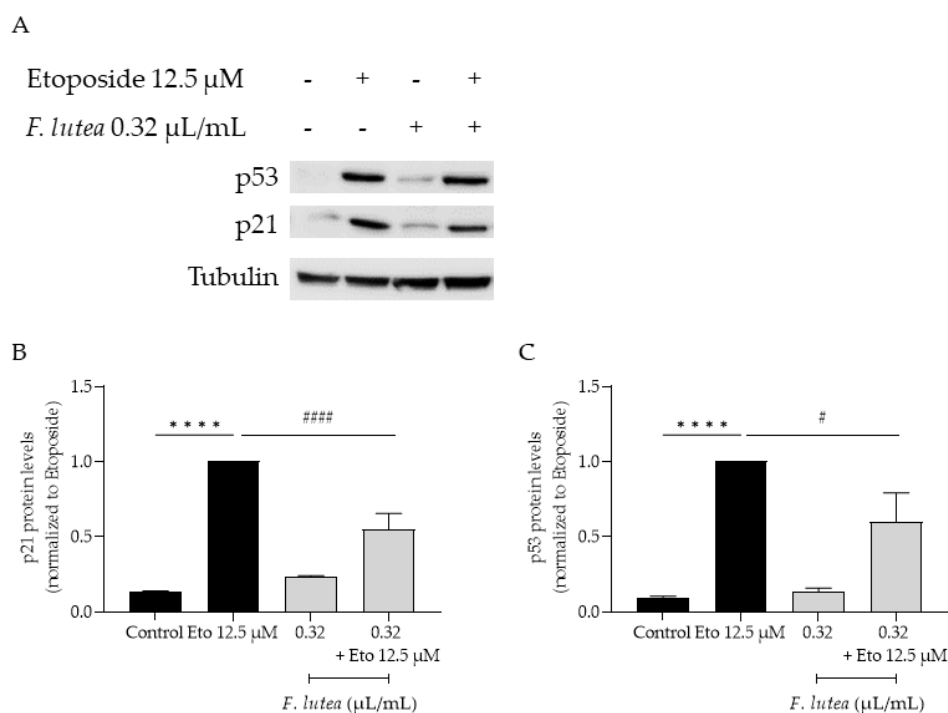 A
Etoposide 12.5 µM - + - +
F. lutea 0.32 µL/mL - - + +
p53
p21
Tubulin
B
1.5
1.0
0.5
0.0
p21 protein levels
(normalized to Etoposide)
****
####
Control Eto 12.5 µM 0.32 0.32
+ Eto 12.5 µM
F. lutea (µL/mL)
C
1.5
1.0
0.5
0.0
p53 protein levels
(normalized to Etoposide)
****
#
Control Eto 12.5 µM 0.32 0.32
+ Eto 12.5 µM
F. lutea (µL/mL)